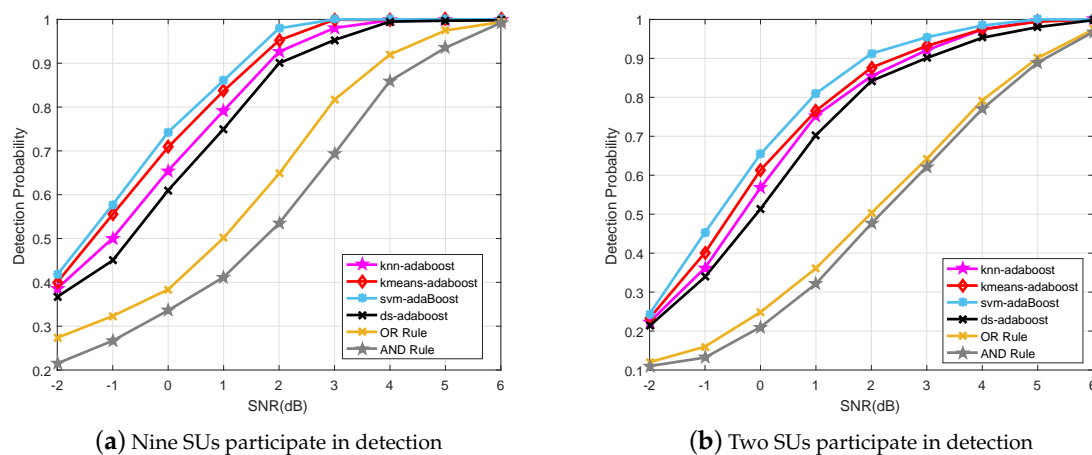 1
0.9
0.8
0.7
0.6
0.5
0.4
0.3
0.2
Detection Probability
-2 -1 0 1 2 3 4 5 6
SNR(dB)
knn-adaboost
kmeans-adaboost
svm-adaBoost
ds-adaboost
OR Rule
AND Rule
(a) Nine SUs participate in detection
1
0.9
0.8
0.7
0.6
0.5
0.4
0.3
0.2
0.1
Detection Probability
-2 -1 0 1 2 3 4 5 6
SNR(dB)
knn-adaboost
kmeans-adaboost
svm-adaBoost
ds-adaboost
OR Rule
AND Rule
(b) Two SUs participate in detection